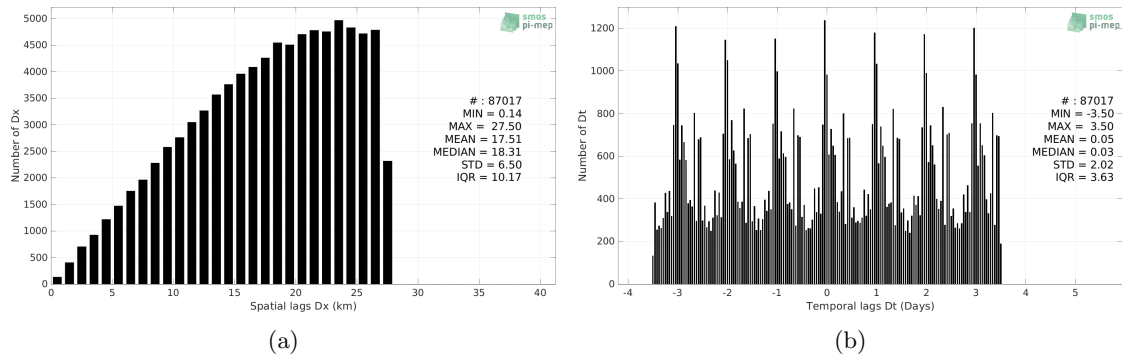 smos
pi-mep
Number of Dx
5000
4500
4000
3500
3000
2500
2000
1500
1000
500
0
# : 87017
MIN = 0.14
MAX = 27.50
MEAN = 17.51
MEDIAN = 18.31
STD = 6.50
IQR = 10.17
0 5 10 15 20 25 30 35 40
Spatial lags Dx (km)
(a)
smos
pi-mep
Number of Dt
1200
1000
800
600
400
200
0
# : 87017
MIN = -3.50
MAX = 3.50
MEAN = 0.05
MEDIAN = 0.03
STD = 2.02
IQR = 3.63
-4 -3 -2 -1 0 1 2 3 4 5
Temporal lags Dt (Days)
(b)